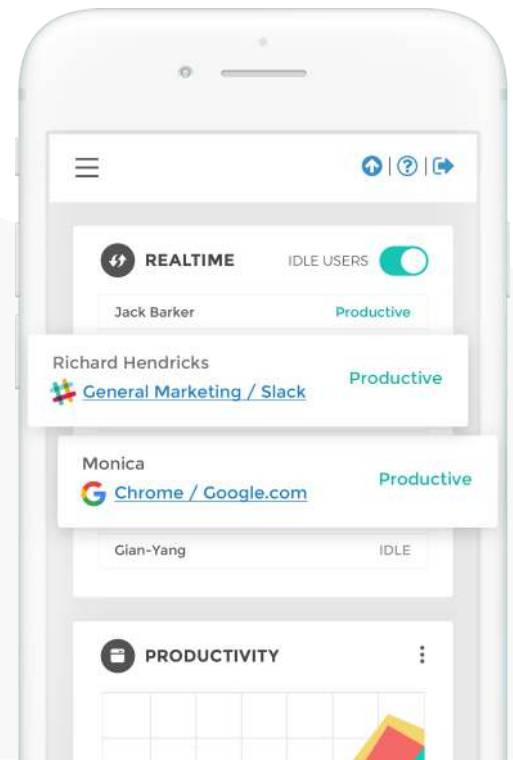 REALTIME IDLE USERS
Jack Barker Productive
Richard Hendricks
General Marketing / Slack Productive
Monica
Chrome / Google.com Productive
Gian-Yang IDLE
PRODUCTIVITY